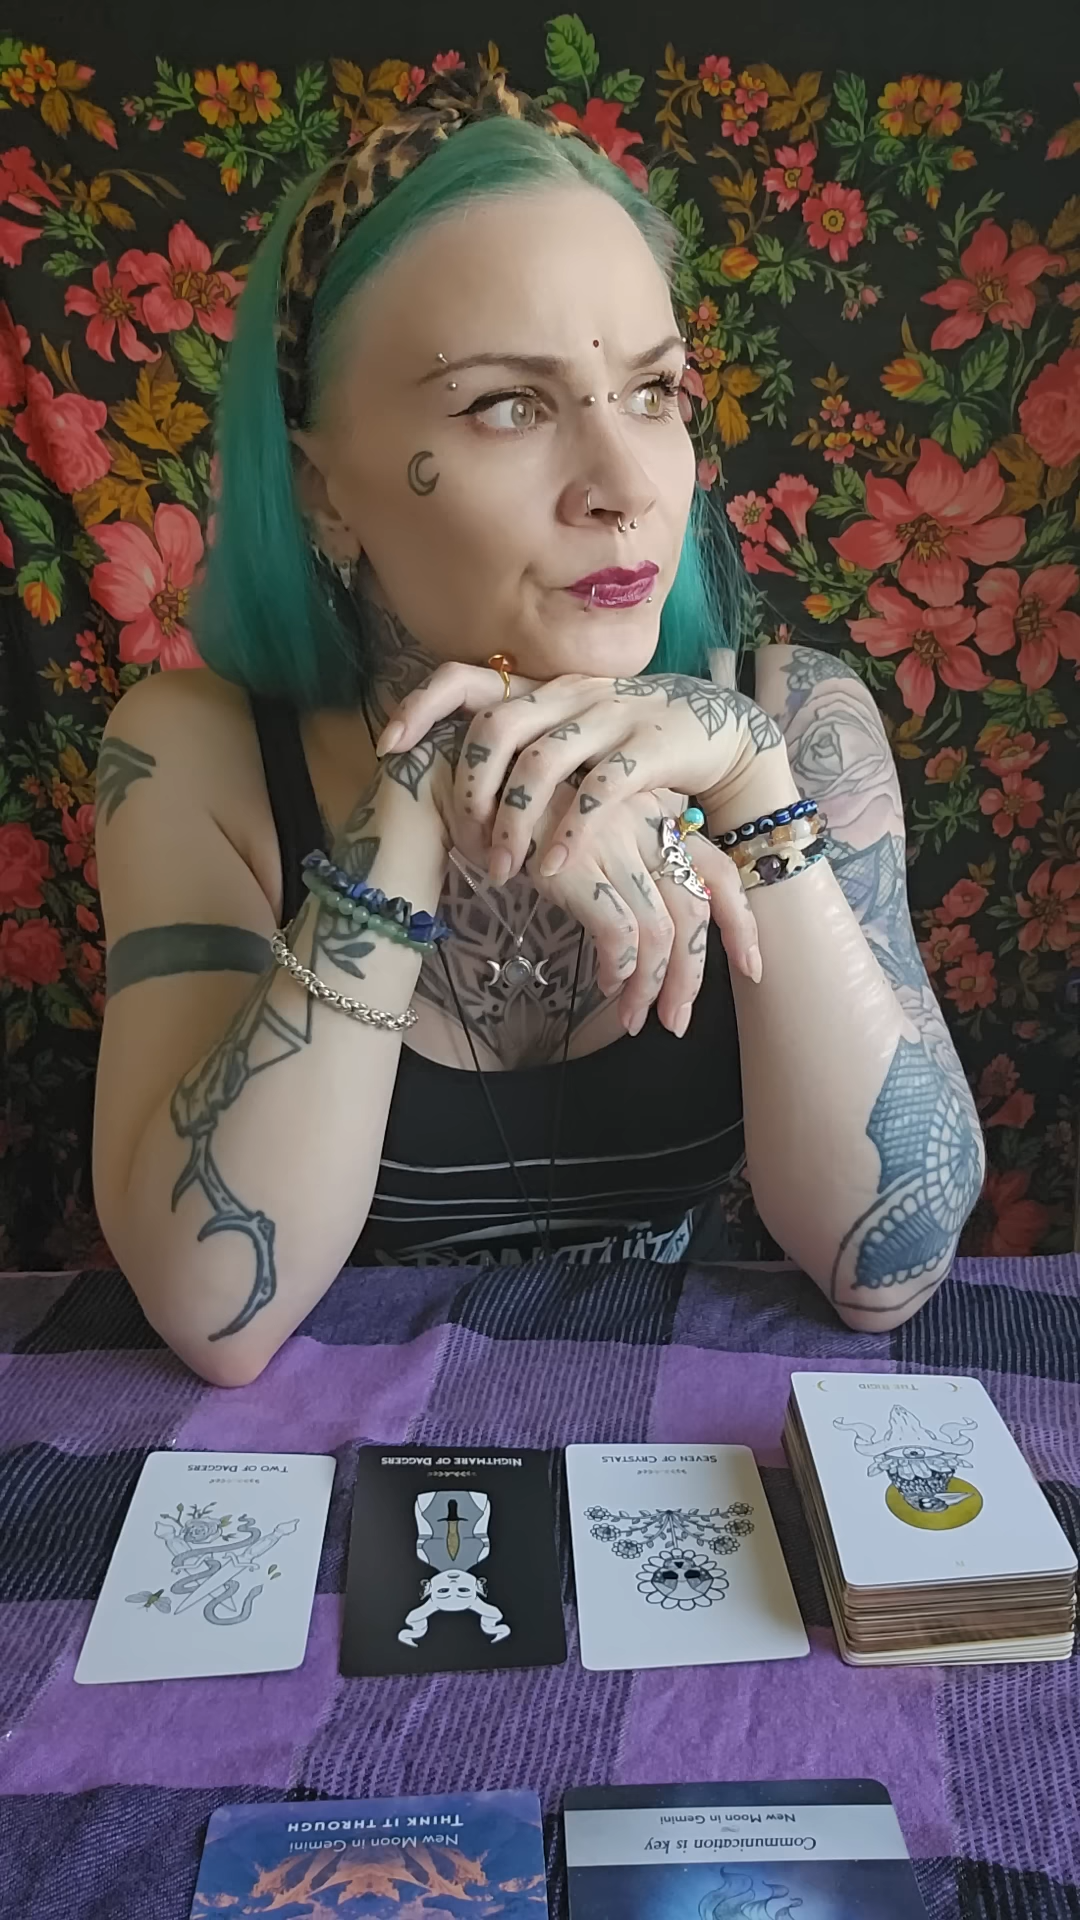 The Rigid
Two of Daggers
Nightmare of Daggers
Seven of Crystals
New Moon in Gemini
THINK IT THROUGH
Communication is key
New Moon in Gemini